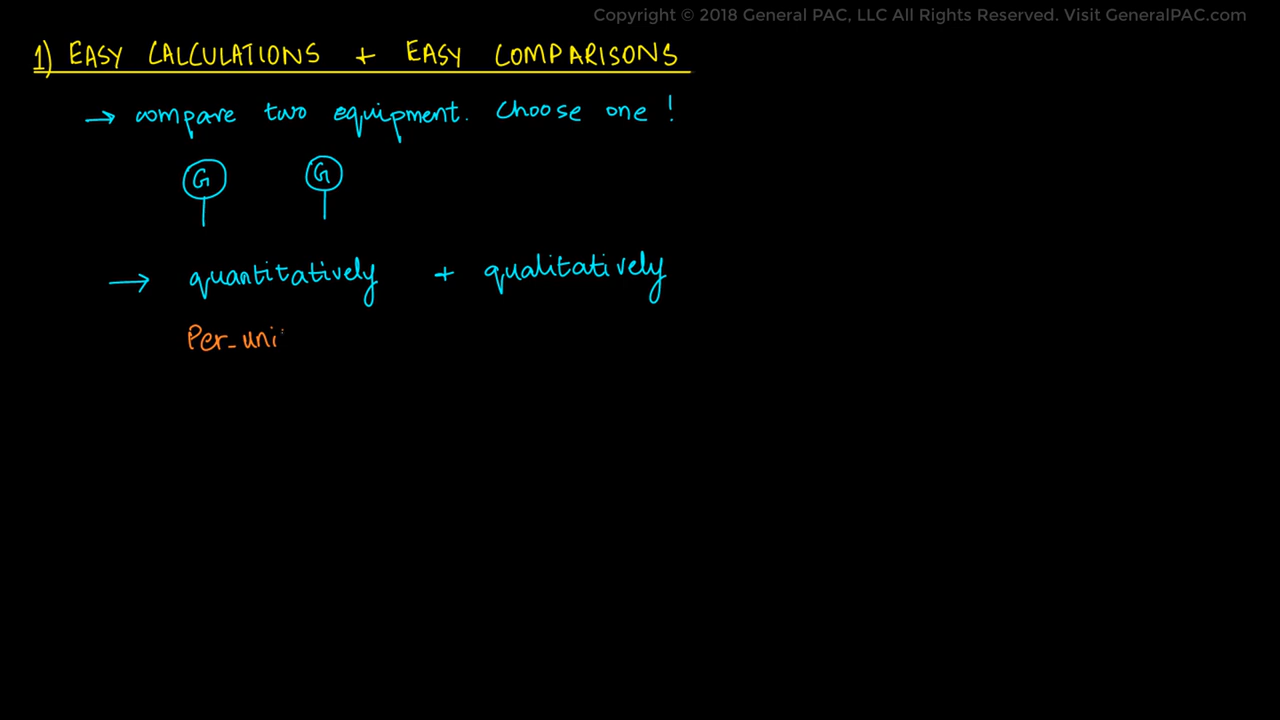 Copyright © 2018 General PAC, LLC All Rights Reserved. Visit GeneralPAC.com
1) EASY CALCULATIONS + EASY COMPARISONS
→ compare two equipment. Choose one !
G G
→ quantitatively + qualitatively
Per-uni